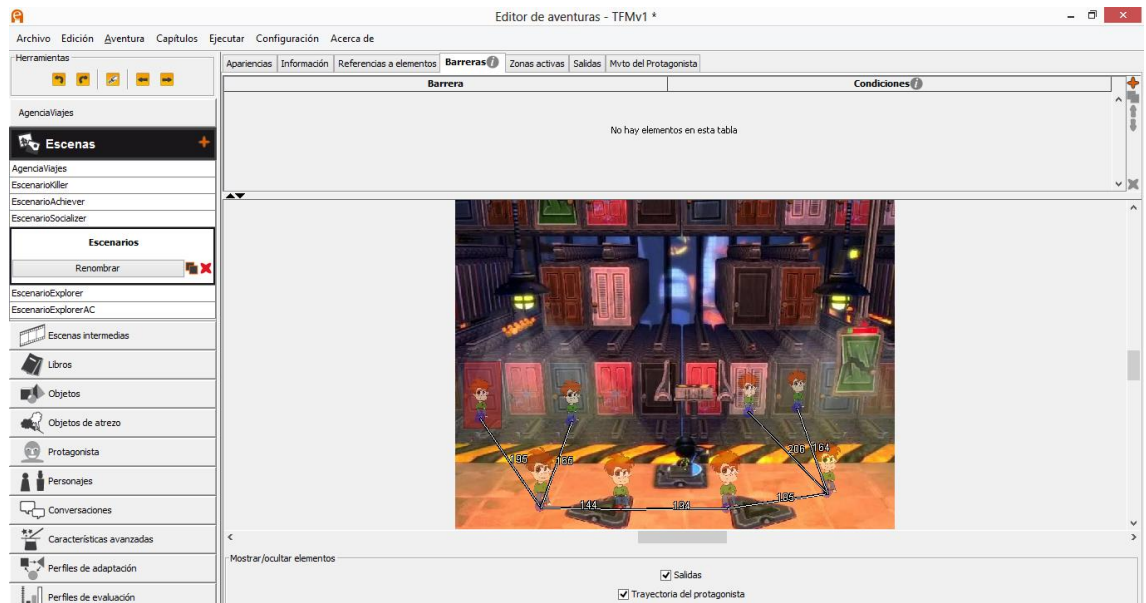 Editor de aventuras - TFMv1 *
Archivo Edición Aventura Capítulos Ejecutar Configuración Acerca de
Herramientas
Apariencias Información Referencias a elementos Barreras Zonas activas Salidas Mvto del Protagonista
Barrera Condiciones
No hay elementos en esta tabla
AgenciaViajes
Escenas
AgenciaViajes
EscenarioKiller
EscenarioAchiever
EscenarioSocializer
Escenarios
Renombrar
EscenarioExplorer
EscenarioExplorerAC
Escenas intermedias
Libros
Objetos
Objetos de atrezo
Protagonista
Personajes
Conversaciones
Características avanzadas
Perfiles de adaptación
Perfiles de evaluación
206 164
195
144
Mostrar/ocultar elementos
Salidas
Trayectoria del protagonista